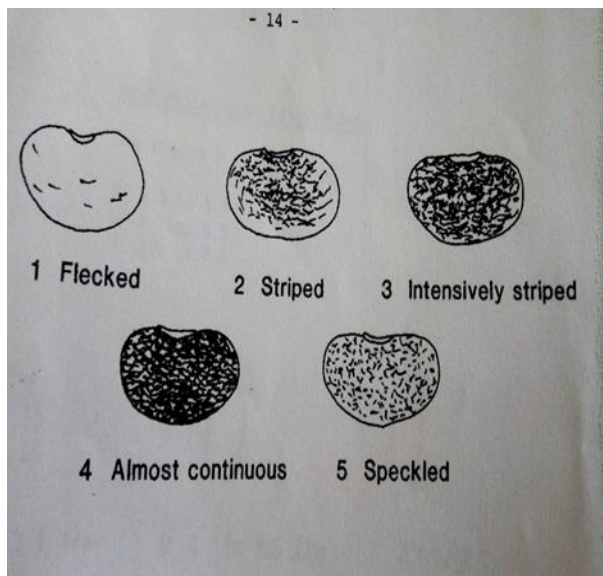 - 14 -
1 Flecked
2 Striped
3 Intensively striped
4 Almost continuous
5 Speckled